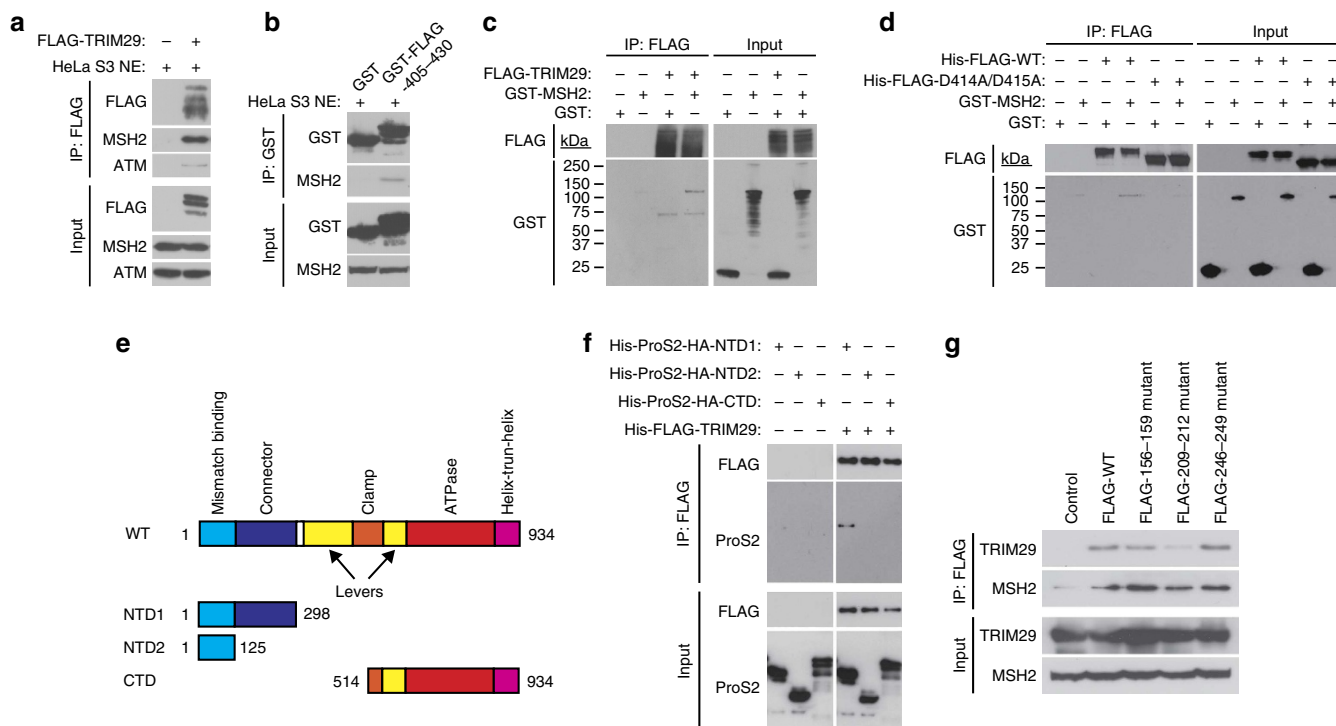 a
FLAG-TRIM29: – +
HeLa S3 NE: + +
IP: FLAG
FLAG
MSH2
ATM
Input
FLAG
MSH2
ATM
b
GST
GST-FLAG
-405–430
HeLa S3 NE: + +
IP: GST
GST
MSH2
Input
GST
MSH2
c
IP: FLAG Input
FLAG-TRIM29: – – + + – – + +
GST-MSH2: – + – + – + – +
GST: + – + – + – + –
FLAG kDa
GST
250
150
100
75
50
37
25
d
IP: FLAG Input
His-FLAG-WT: – – + + – – – – + + – –
His-FLAG-D414A/D415A: – – – – + + – – – – + +
GST-MSH2: – + – + – + – + – + – +
GST: + – + – + – + – + – + –
FLAG kDa
GST
150
100
75
50
37
25
e
Mismatch binding
Connector
Clamp
ATPase
Helix-trun-helix
WT 1 934
Levers
NTD1 1 298
NTD2 1 125
CTD 514 934
f
His-ProS2-HA-NTD1: + – – + – –
His-ProS2-HA-NTD2: – + – – + –
His-ProS2-HA-CTD: – – + – – +
His-FLAG-TRIM29: – – – + + +
IP: FLAG
FLAG
ProS2
Input
FLAG
ProS2
g
Control
FLAG-WT
FLAG-156–159 mutant
FLAG-209–212 mutant
FLAG-246–249 mutant
IP: FLAG
TRIM29
MSH2
Input
TRIM29
MSH2